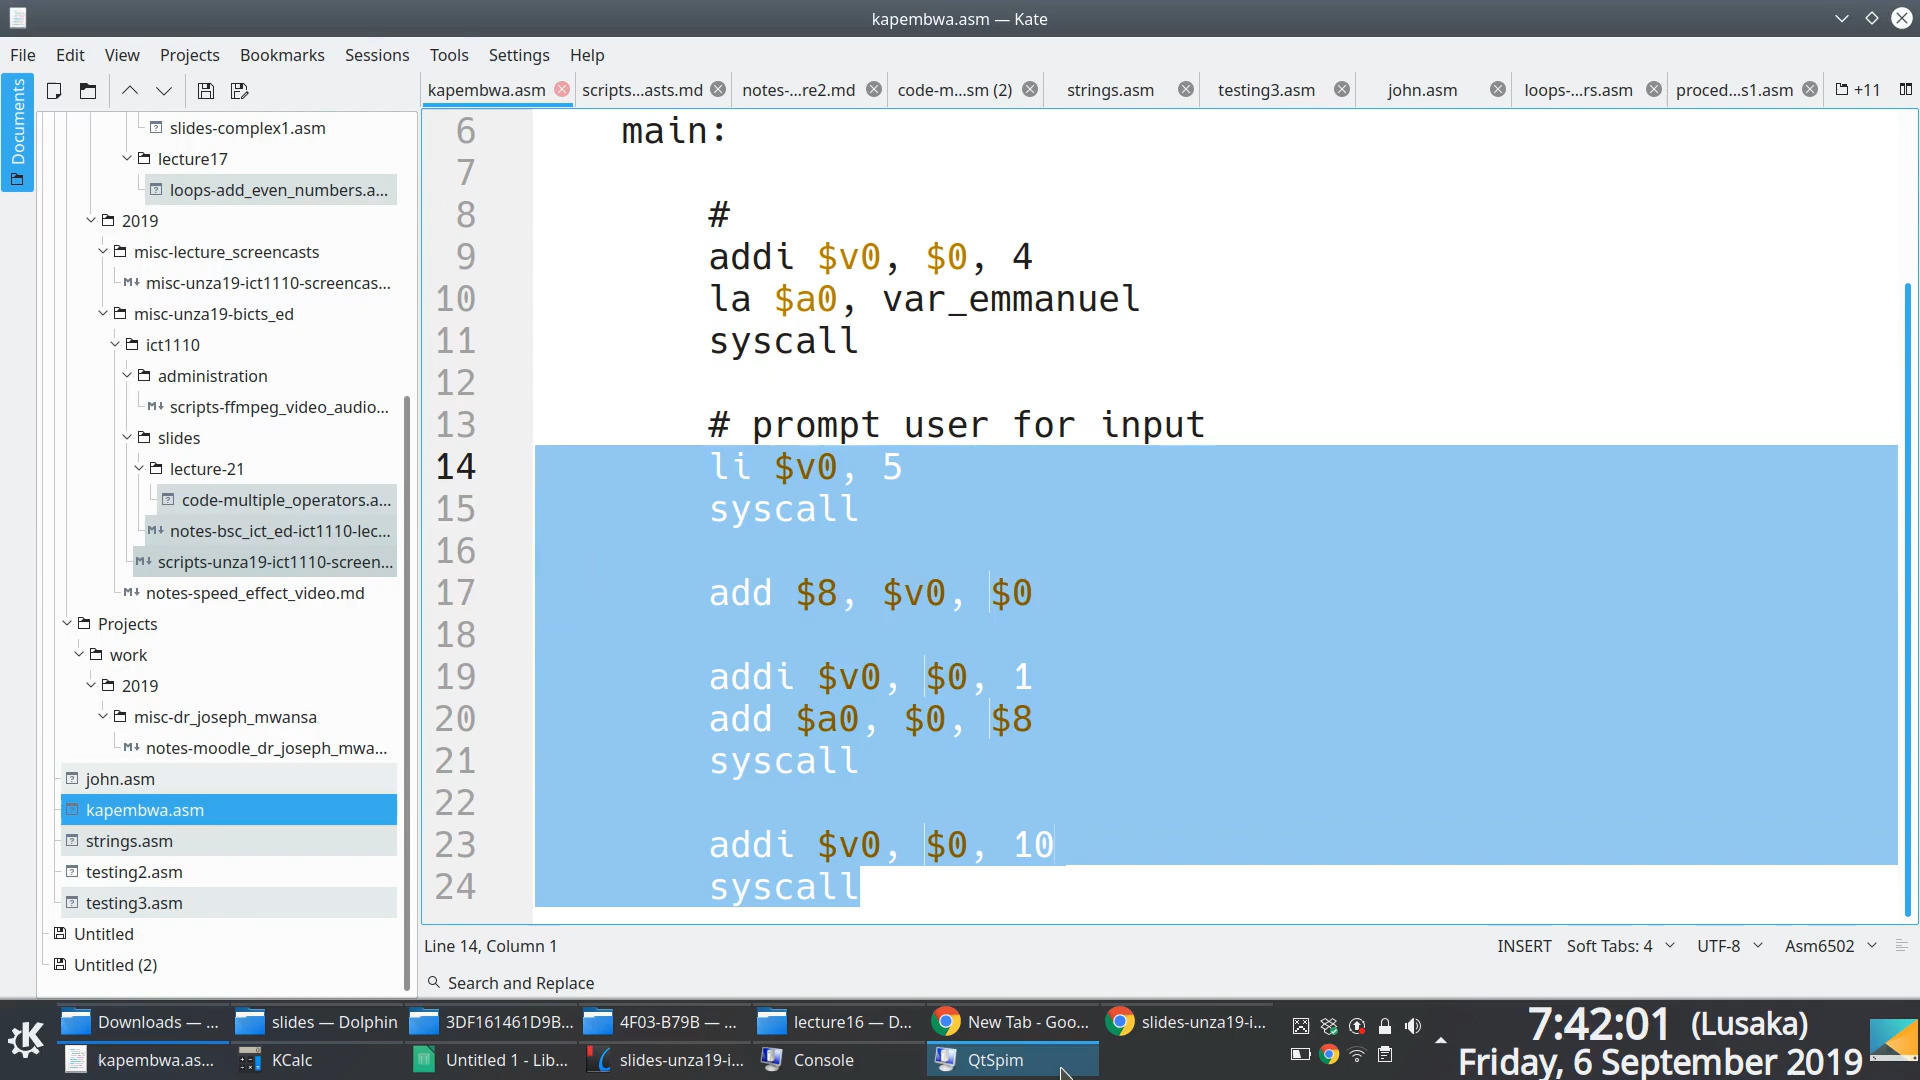 kapembwa.asm — Kate
File Edit View Projects Bookmarks Sessions Tools Settings Help
Documents
kapembwa.asm scripts...asts.md notes-...re2.md code-m...sm (2) strings.asm testing3.asm john.asm loops-...rs.asm proced...s1.asm +11
slides-complex1.asm
lecture17
loops-add_even_numbers.a...
2019
misc-lecture_screencasts
misc-unza19-ict1110-screencas...
misc-unza19-bicts_ed
ict1110
administration
scripts-ffmpeg_video_audio...
slides
lecture-21
code-multiple_operators.a...
notes-bsc_ict_ed-ict1110-lec...
scripts-unza19-ict1110-screen...
notes-speed_effect_video.md
Projects
work
2019
misc-dr_joseph_mwansa
notes-moodle_dr_joseph_mwa...
john.asm
kapembwa.asm
strings.asm
testing2.asm
testing3.asm
Untitled
Untitled (2)
6 main:
7
8 #
9 addi $v0, $0, 4
10 la $a0, var_emmanuel
11 syscall
12
13 # prompt user for input
14 li $v0, 5
15 syscall
16
17 add $8, $v0, $0
18
19 addi $v0, $0, 1
20 add $a0, $0, $8
21 syscall
22
23 addi $v0, $0, 10
24 syscall
Line 14, Column 1 INSERT Soft Tabs: 4 UTF-8 Asm6502
Search and Replace
Downloads — ... slides — Dolphin 3DF161461D9B... 4F03-B79B — ... lecture16 — D... New Tab - Goo... slides-unza19-i...
kapembwa.as... KCalc Untitled 1 - Lib... slides-unza19-i... Console QtSpim
7:42:01 (Lusaka)
Friday, 6 September 2019